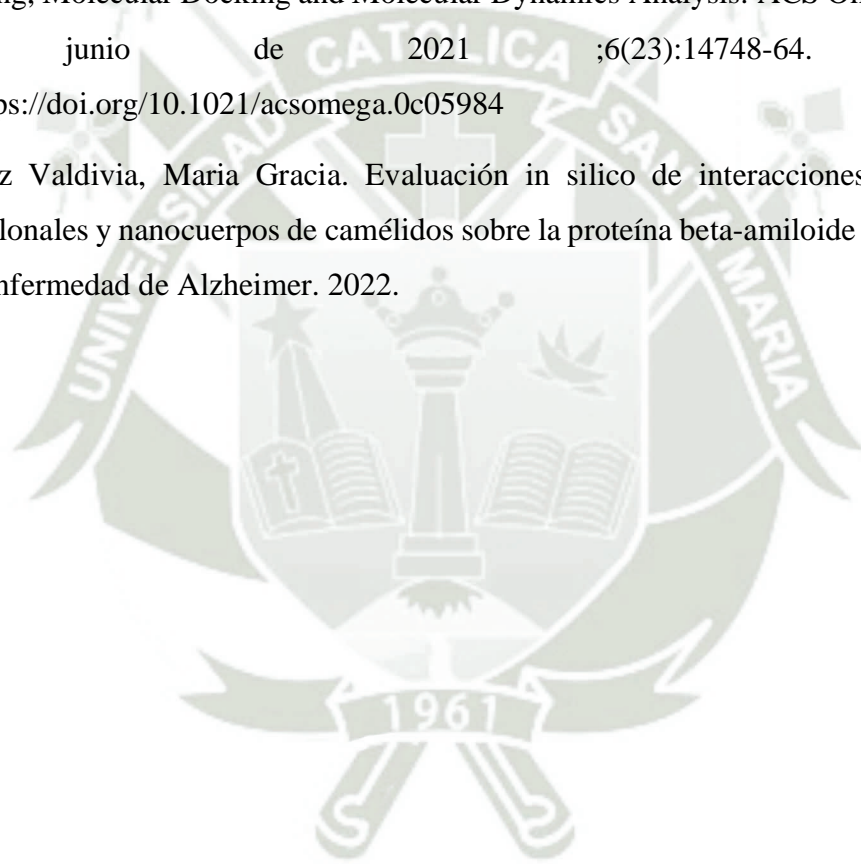 ng, Molecular Docking and Molecular Dynamics Analysis. ACS Om
junio de 2021 ;6(23):14748-64.
ps://doi.org/10.1021/acsomega.0c05984
z Valdivia, Maria Gracia. Evaluación in silico de interacciones
lonales y nanocuerpos de camélidos sobre la proteína beta-amiloide
nfermedad de Alzheimer. 2022.
UNIVERSIDAD CATOLICA SANTA MARIA
1961